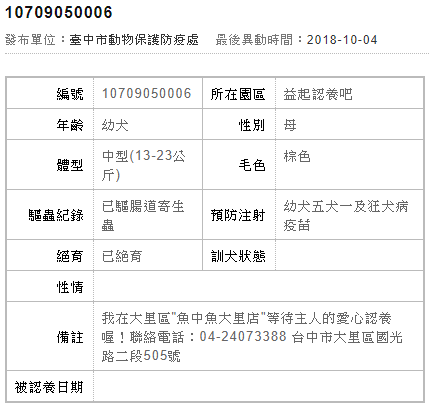 10709050006
發布單位：臺中市動物保護防疫處 最後異動時間：2018-10-04
編號 10709050006 所在園區 益起認養吧
年齡 幼犬 性別 母
體型 中型(13-23公斤) 毛色 棕色
驅蟲紀錄 已驅腸道寄生蟲 預防注射 幼犬五犬一及狂犬病疫苗
絕育 已絕育 訓犬狀態
性情
備註 我在大里區"魚中魚大里店"等待主人的愛心認養
喔！聯絡電話：04-24073388 台中市大里區國光
路二段505號
被認養日期